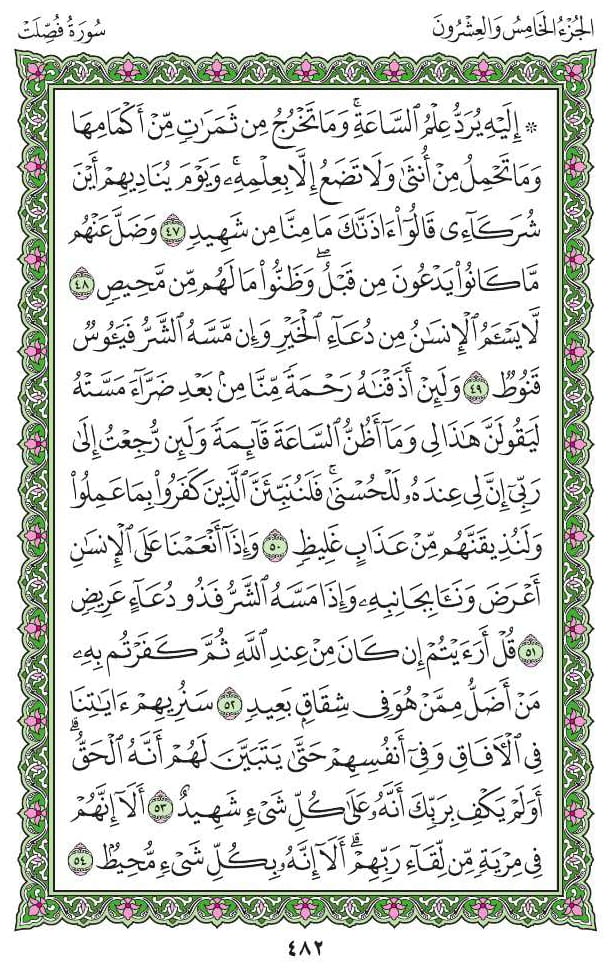 الجُزْءُ الخَامِسُ وَالعِشْرُونَ
سُورَةُ فُصِّلَتْ
* إِلَيْهِ يُرَدُّ عِلْمُ ٱلسَّاعَةِۚ وَمَا تَخْرُجُ مِن ثَمَرَٰتٖ مِّنۡ أَكۡمَامِهَا
وَمَا تَحۡمِلُ مِنۡ أُنثَىٰ وَلَا تَضَعُ إِلَّا بِعِلۡمِهِۦۚ وَيَوۡمَ يُنَادِيهِمۡ أَيۡنَ
شُرَكَآءِي قَالُوٓاْ ءَاذَنَّٰكَ مَا مِنَّا مِن شَهِيدٖ ٤٧ وَضَلَّ عَنۡهُم
مَّا كَانُواْ يَدۡعُونَ مِن قَبۡلُۖ وَظَنُّواْ مَا لَهُم مِّن مَّحِيصٖ ٤٨
لَّا يَسۡـَٔمُ ٱلۡإِنسَٰنُ مِن دُعَآءِ ٱلۡخَيۡرِ وَإِن مَّسَّهُ ٱلشَّرُّ فَيَـُٔوسٞ
قَنُوطٞ ٤٩ وَلَئِنۡ أَذَقۡنَٰهُ رَحۡمَةٗ مِّنَّا مِنۢ بَعۡدِ ضَرَّآءَ مَسَّتۡهُ
لَيَقُولَنَّ هَٰذَا لِي وَمَآ أَظُنُّ ٱلسَّاعَةَ قَآئِمَةٗ وَلَئِن رُّجِعۡتُ إِلَىٰ
رَبِّيٓ إِنَّ لِي عِندَهُۥ لَلۡحُسۡنَىٰۚ فَلَنُنَبِّئَنَّ ٱلَّذِينَ كَفَرُواْ بِمَا عَمِلُواْ
وَلَنُذِيقَنَّهُم مِّنۡ عَذَابٍ غَلِيظٖ ٥٠ وَإِذَآ أَنۡعَمۡنَا عَلَى ٱلۡإِنسَٰنِ
أَعۡرَضَ وَنَـَٔا بِجَانِبِهِۦ وَإِذَا مَسَّهُ ٱلشَّرُّ فَذُو دُعَآءٍ عَرِيضٖ
٥١ قُلۡ أَرَءَيۡتُمۡ إِن كَانَ مِنۡ عِندِ ٱللَّهِ ثُمَّ كَفَرۡتُم بِهِۦ
مَنۡ أَضَلُّ مِمَّنۡ هُوَ فِي شِقَاقِۭ بَعِيدٖ ٥٢ سَنُرِيهِمۡ ءَايَٰتِنَا
فِي ٱلۡأٓفَاقِ وَفِيٓ أَنفُسِهِمۡ حَتَّىٰ يَتَبَيَّنَ لَهُمۡ أَنَّهُ ٱلۡحَقُّۗ
أَوَلَمۡ يَكۡفِ بِرَبِّكَ أَنَّهُۥ عَلَىٰ كُلِّ شَيۡءٖ شَهِيدٌ ٥٣ أَلَآ إِنَّهُمۡ
فِي مِرۡيَةٖ مِّن لِّقَآءِ رَبِّهِمۡۗ أَلَآ إِنَّهُۥ بِكُلِّ شَيۡءٖ مُّحِيطُۢ ٥٤
٤٨٢